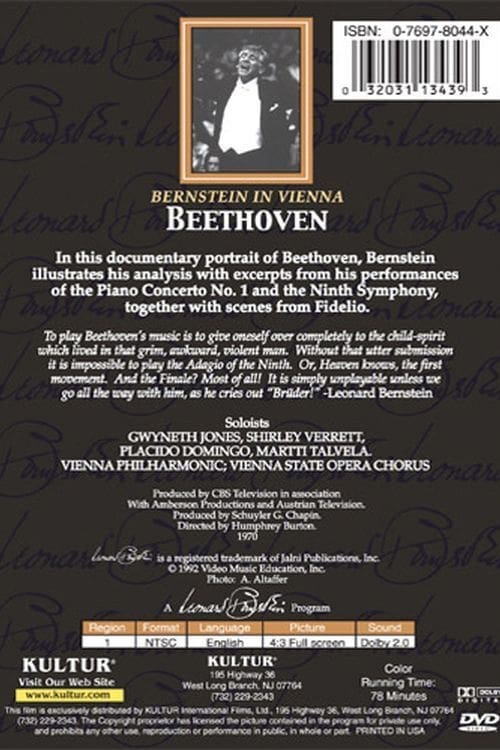 ISBN: 0-7697-8044-X
0 32031 13439 3
BERNSTEIN IN VIENNA
BEETHOVEN
In this documentary portrait of Beethoven, Bernstein
illustrates his analysis with excerpts from his performances
of the Piano Concerto No. 1 and the Ninth Symphony,
together with scenes from Fidelio.
To play Beethoven's music is to give oneself over completely to the child-spirit
which lived in that grim, awkward, violent man. Without that utter submission
it is impossible to play the Adagio of the Ninth. Or, Heaven knows, the first
movement. And the Finale? Most of all! It is simply unplayable unless we
go all the way with him, as he cries out "Brüder!" -Leonard Bernstein
Soloists
GWYNETH JONES, SHIRLEY VERRETT,
PLACIDO DOMINGO, MARTTI TALVELA.
VIENNA PHILHARMONIC; VIENNA STATE OPERA CHORUS
Produced by CBS Television in association
With Amberson Productions and Austrian Television.
Produced by Schuyler G. Chapin.
Directed by Humphrey Burton.
1970
Leonard Bernstein is a registered trademark of Jalni Publications, Inc.
© 1992 Video Music Education, Inc.
Photo: A. Altaffer
A Leonard Bernstein Program
Region Format Language Picture Sound
1 NTSC English 4:3 Full screen Dolby 2.0
KULTUR®
Visit Our Web Site
www.kultur.com
KULTUR®
195 Highway 36
West Long Branch, NJ 07764
(732) 229-2343
Color
Running Time:
78 Minutes
DOLBY
DIGITAL
DVD
VIDEO
This film is exclusively distributed by KULTUR International Films, Ltd., 195 Highway 36, West Long Branch, NJ 07764
(732) 229-2343. The Copyright proprietor has licensed the picture contained in the program for private use only,
and prohibits any other use, reproduction or performance in public, in whole or part. PRINTED IN USA